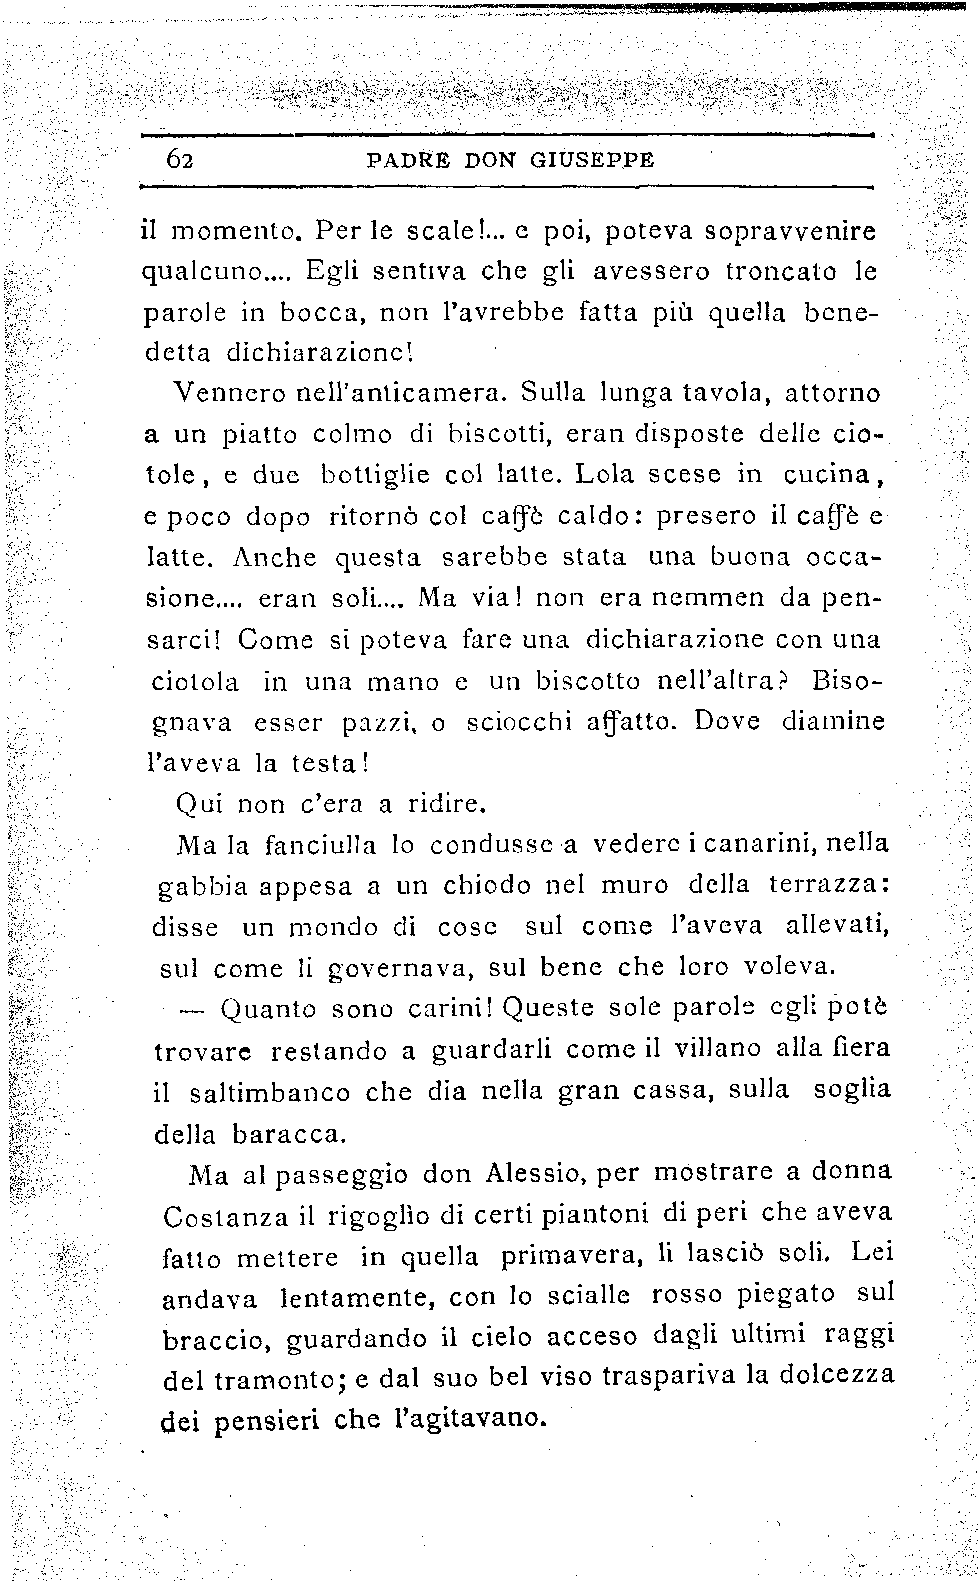 62 PADRE DON GIUSEPPE
il momento. Per le scale!... e poi, poteva sopravvenire
qualcuno.... Egli sentiva che gli avessero troncato le
parole in bocca, non l'avrebbe fatta più quella bene-
detta dichiarazione!
Vennero nell'anticamera. Sulla lunga tavola, attorno
a un piatto colmo di biscotti, eran disposte delle cio-
tole, e due bottiglie col latte. Lola scese in cucina,
e poco dopo ritornò col caffè caldo: presero il caffè e
latte. Anche questa sarebbe stata una buona occa-
sione.... eran soli.... Ma via! non era nemmen da pen-
sarci! Come si poteva fare una dichiarazione con una
ciotola in una mano e un biscotto nell'altra? Biso-
gnava esser pazzi, o sciocchi affatto. Dove diamine
l'aveva la testa!
Qui non c'era a ridire.
Ma la fanciulla lo condusse a vedere i canarini, nella
gabbia appesa a un chiodo nel muro della terrazza:
disse un mondo di cose sul come l'aveva allevati,
sul come li governava, sul bene che loro voleva.
— Quanto sono carini! Queste sole parole egli potè
trovare restando a guardarli come il villano alla fiera
il saltimbanco che dia nella gran cassa, sulla soglia
della baracca.
Ma al passeggio don Alessio, per mostrare a donna
Costanza il rigoglio di certi piantoni di peri che aveva
fatto mettere in quella primavera, li lasciò soli. Lei
andava lentamente, con lo scialle rosso piegato sul
braccio, guardando il cielo acceso dagli ultimi raggi
del tramonto; e dal suo bel viso traspariva la dolcezza
dei pensieri che l'agitavano.